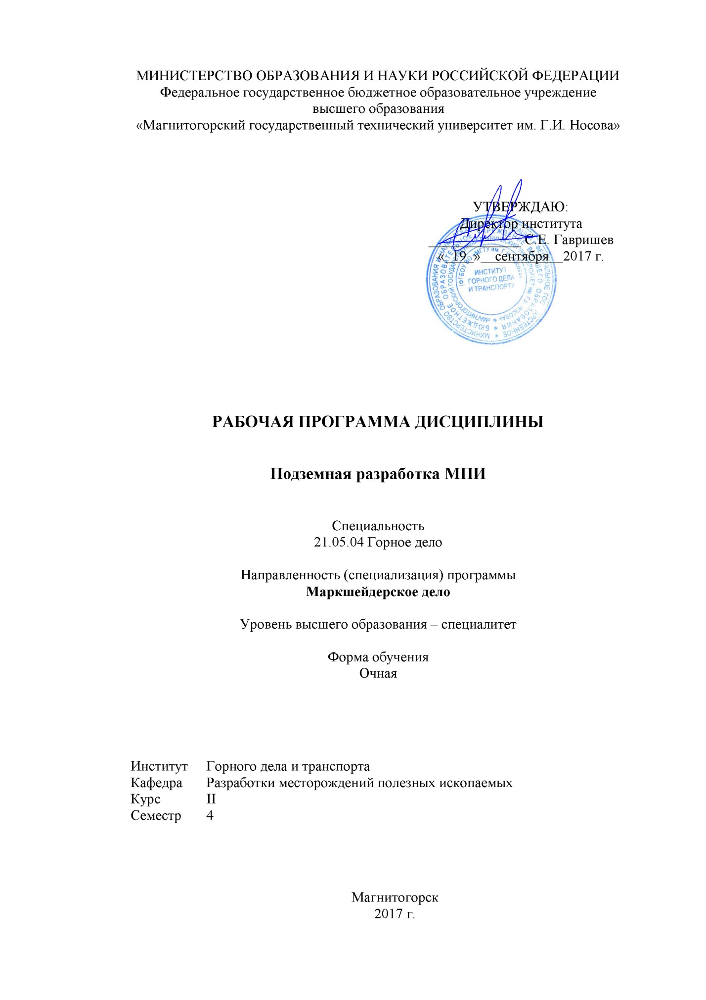 МИНИСТЕРСТВО ОБРАЗОВАНИЯ И НАУКИ РОССИЙСКОЙ ФЕДЕРАЦИИ
Федеральное государственное бюджетное образовательное учреждение
высшего образования
«Магнитогорский государственный технический университет им. Г.И. Носова»
УТВЕРЖДАЮ:
Директор института
С.Е. Гавришев
« 19 » сентября 2017 г.
ИНСТИТУТ
ГОРНОГО ДЕЛА
И ТРАНСПОРТА
РАБОЧАЯ ПРОГРАММА ДИСЦИПЛИНЫ
Подземная разработка МПИ
Специальность
21.05.04 Горное дело
Направленность (специализация) программы
Маркшейдерское дело
Уровень высшего образования – специалитет
Форма обучения
Очная
Институт Горного дела и транспорта
Кафедра Разработки месторождений полезных ископаемых
Курс II
Семестр 4
Магнитогорск
2017 г.